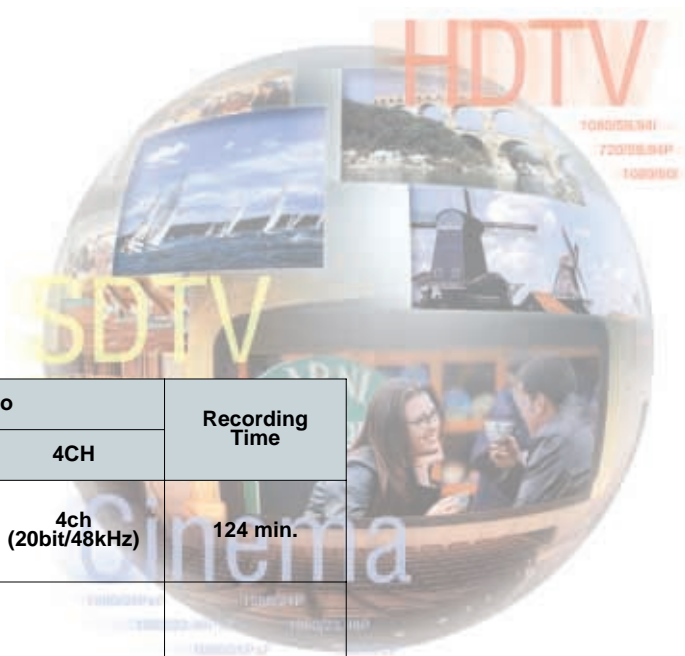 HDTV
1080/59.94I
720/59.94P
1080/50I
SDTV
o
Recording
Time
4CH
4ch
(20bit/48kHz)
124 min.
Cinema